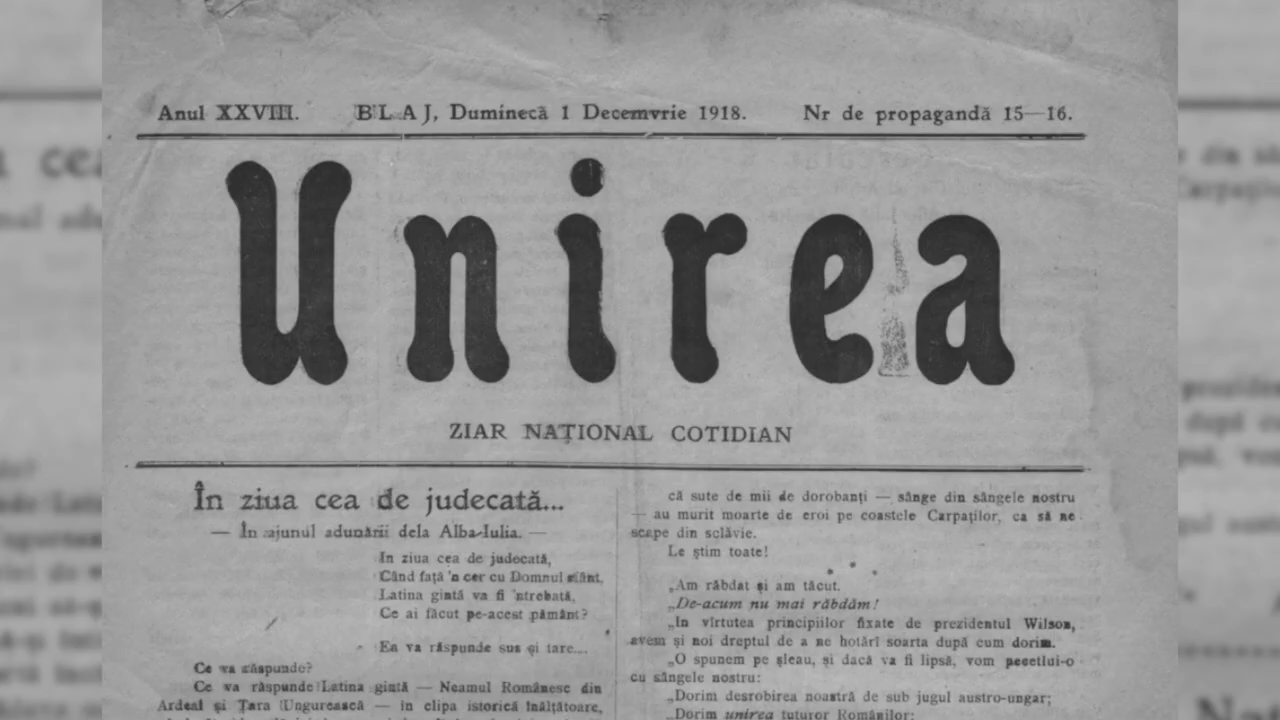 Anul XXVIII. BLAJ, Duminecă 1 Decemvrie 1918. Nr de propagandă 15—16.
Unirea
ZIAR NAȚIONAL COTIDIAN
În ziua cea de judecată...
— În ajunul adunării dela Alba-Iulia. —
In ziua cea de judecată,
Când față 'n cer cu Domnul sfânt,
Latina gintă va fi 'ntrebată,
Ce ai făcut pe-acest pământ?
Ea va răspunde sus și tare...
Ce va răspunde?
Ce va răspunde Latina gintă — Neamul Românesc din
Ardeal și Țara Ungurească — in clipa istorică înălțătoare,
că sute de mii de dorobanți — sânge din sângele nostru
— au murit moarte de eroi pe coastele Carpaților, ca să ne
scape din sclăvie.
Le știm toate!
* * *
„Am răbdat și am tăcut.
„De-acum nu mai răbdăm!
„In virtutea principiilor fixate de prezidentul Wilson,
avem și noi dreptul de a ne hotărî soarta după cum dorim.
„O spunem pe șleau, și dacă va fi lipsă, vom pecetlui-o
cu sângele nostru:
„Dorim desrobirea noastră de sub jugul austro-ungar;
„Dorim unirea tuturor Românilor;